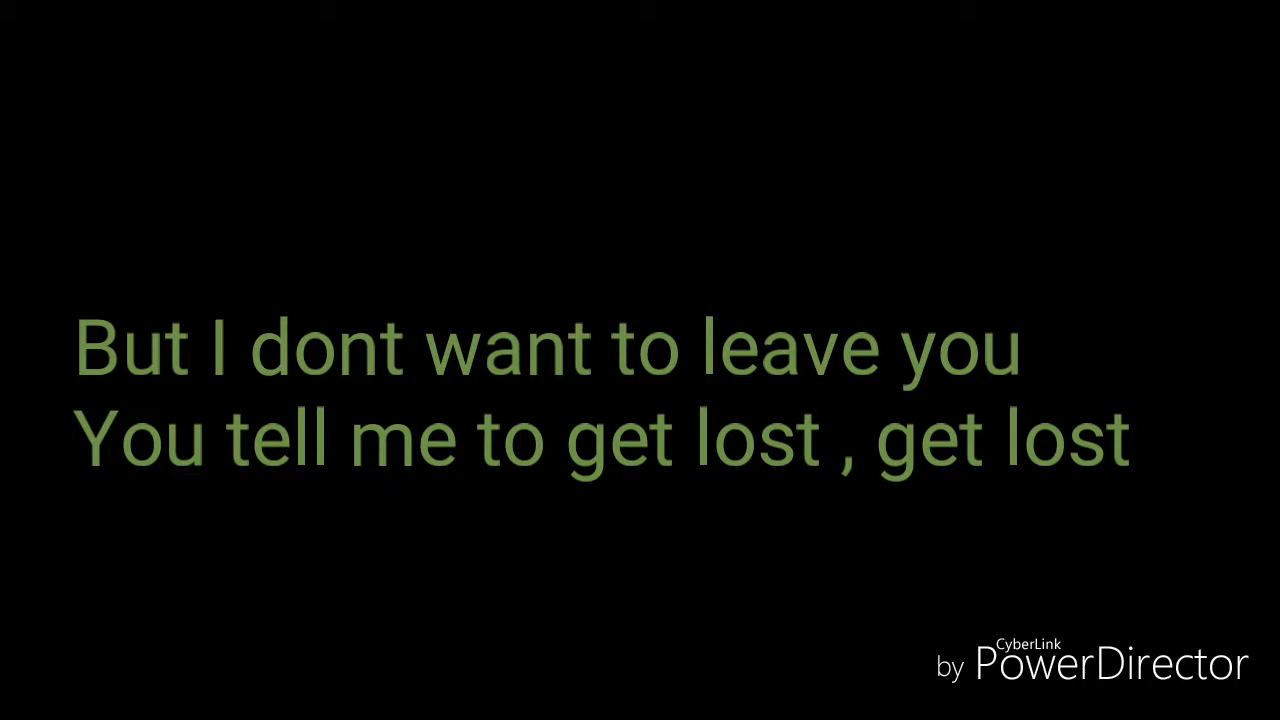 But I dont want to leave you
You tell me to get lost , get lost
CyberLink
by PowerDirector